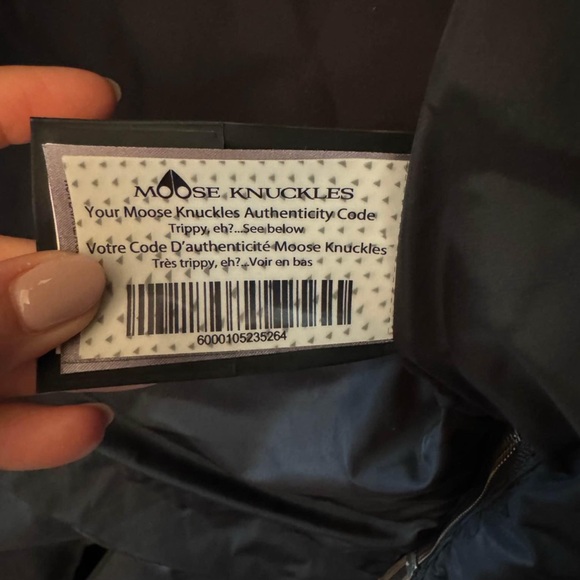 MOOSE KNUCKLES
Your Moose Knuckles Authenticity Code
Trippy, eh?...See below
Votre Code D'authenticité Moose Knuckles
Très trippy, eh?...Voir en bas
6000105235264